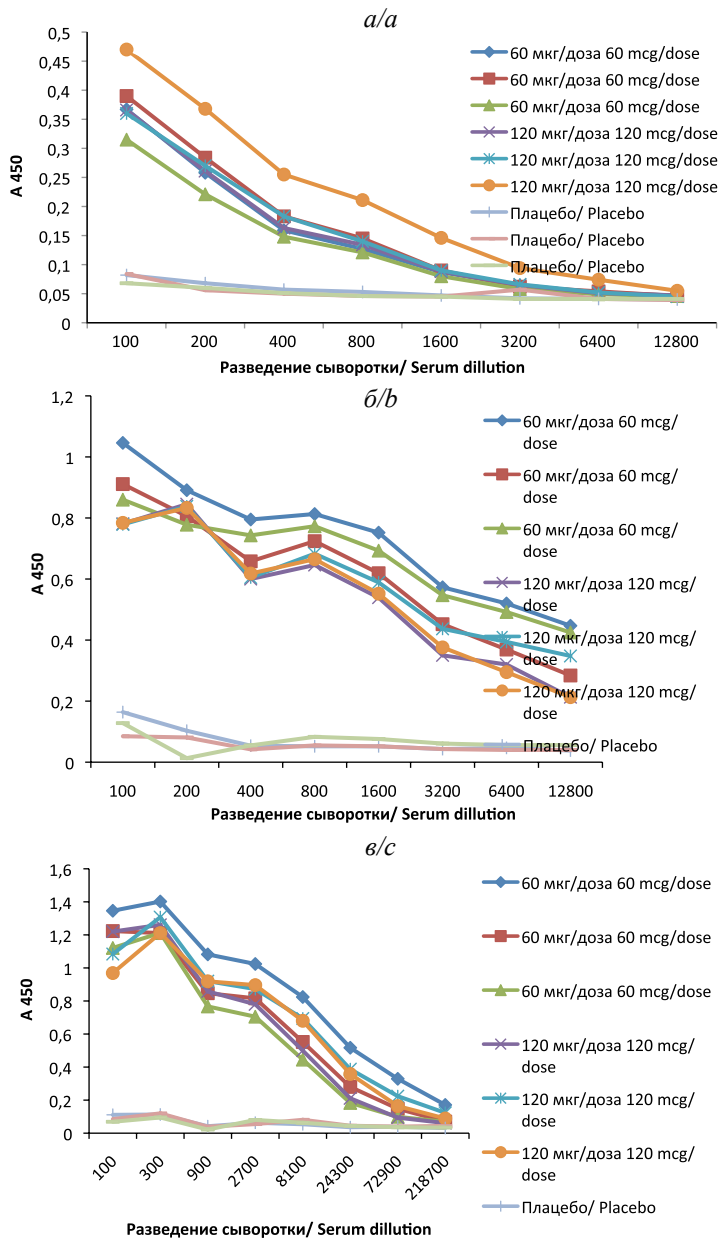 а/a
0,5
0,45
0,4
0,35
0,3
0,25
0,2
0,15
0,1
0,05
0
A 450
60 мкг/доза 60 mcg/dose
60 мкг/доза 60 mcg/dose
60 мкг/доза 60 mcg/dose
120 мкг/доза 120 mcg/dose
120 мкг/доза 120 mcg/dose
120 мкг/доза 120 mcg/dose
Плацебо/ Placebo
Плацебо/ Placebo
Плацебо/ Placebo
100 200 400 800 1600 3200 6400 12800
Разведение сыворотки/ Serum dillution
б/b
1,2
1
0,8
0,6
0,4
0,2
0
A 450
60 мкг/доза 60 mcg/
dose
60 мкг/доза 60 mcg/
dose
60 мкг/доза 60 mcg/
dose
120 мкг/доза 120 mcg/
dose
120 мкг/доза 120 mcg/
dose
120 мкг/доза 120 mcg/
dose
Плацебо/ Placebo
100 200 400 800 1600 3200 6400 12800
Разведение сыворотки/ Serum dillution
в/c
1,6
1,4
1,2
1
0,8
0,6
0,4
0,2
0
A 450
60 мкг/доза 60 mcg/dose
60 мкг/доза 60 mcg/dose
60 мкг/доза 60 mcg/dose
120 мкг/доза 120 mcg/
dose
120 мкг/доза 120 mcg/
dose
120 мкг/доза 120 mcg/
dose
Плацебо/ Placebo
100 300 900 2700 8100 24300 72900 218700
Разведение сыворотки/ Serum dillution